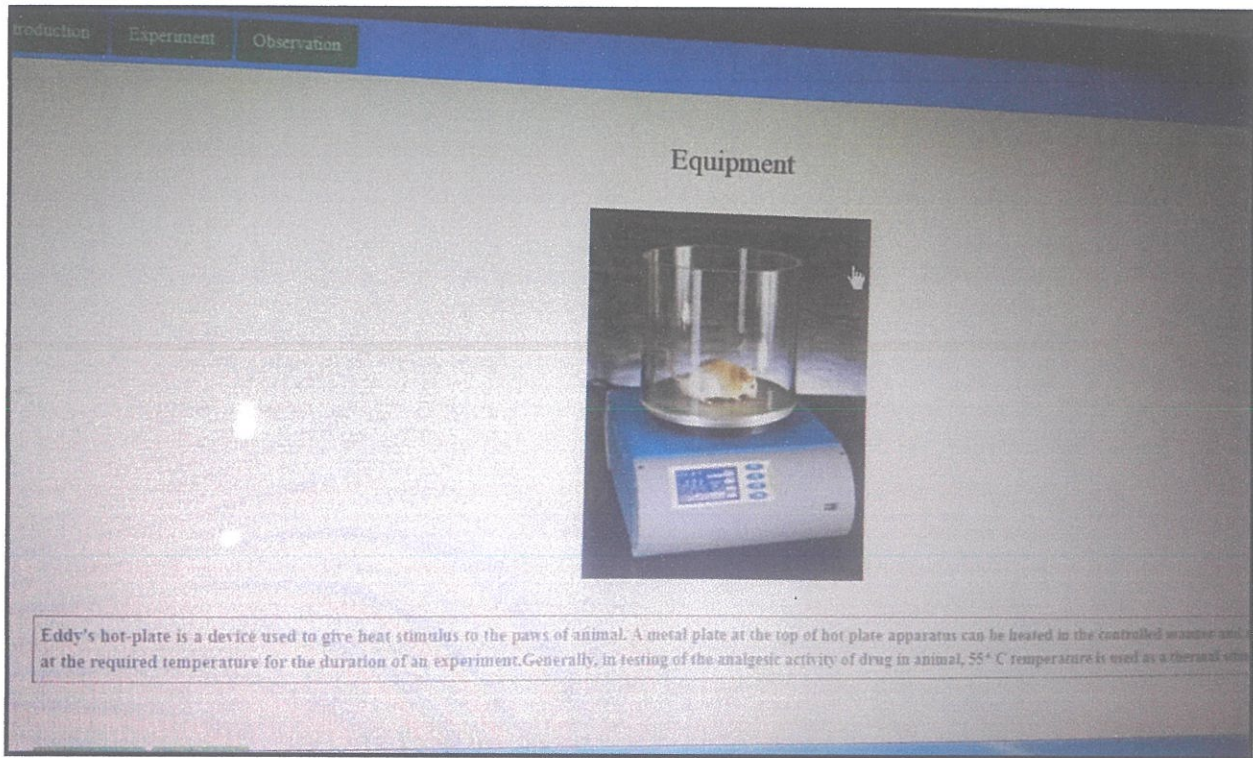 troduction Experiment Observation
Equipment
Eddy's hot-plate is a device used to give heat stimulus to the paws of animal. A metal plate at the top of hot plate apparatus can be heated in the controlled manner and
at the required temperature for the duration of an experiment.Generally, in testing of the analgesic activity of drug in animal, 55° C temperature is used as a thermal